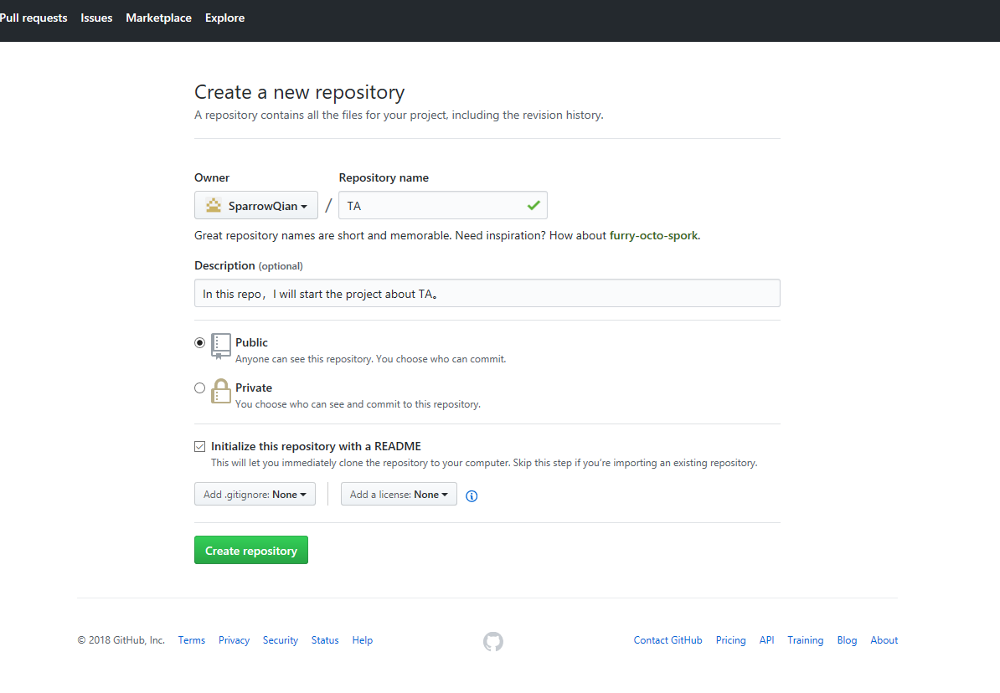 Pull requests Issues Marketplace Explore
Create a new repository
A repository contains all the files for your project, including the revision history.
Owner Repository name
SparrowQian / TA
Great repository names are short and memorable. Need inspiration? How about furry-octo-spork.
Description (optional)
In this repo，I will start the project about TA。
Public
Anyone can see this repository. You choose who can commit.
Private
You choose who can see and commit to this repository.
Initialize this repository with a README
This will let you immediately clone the repository to your computer. Skip this step if you’re importing an existing repository.
Add .gitignore: None Add a license: None
Create repository
© 2018 GitHub, Inc. Terms Privacy Security Status Help Contact GitHub Pricing API Training Blog About